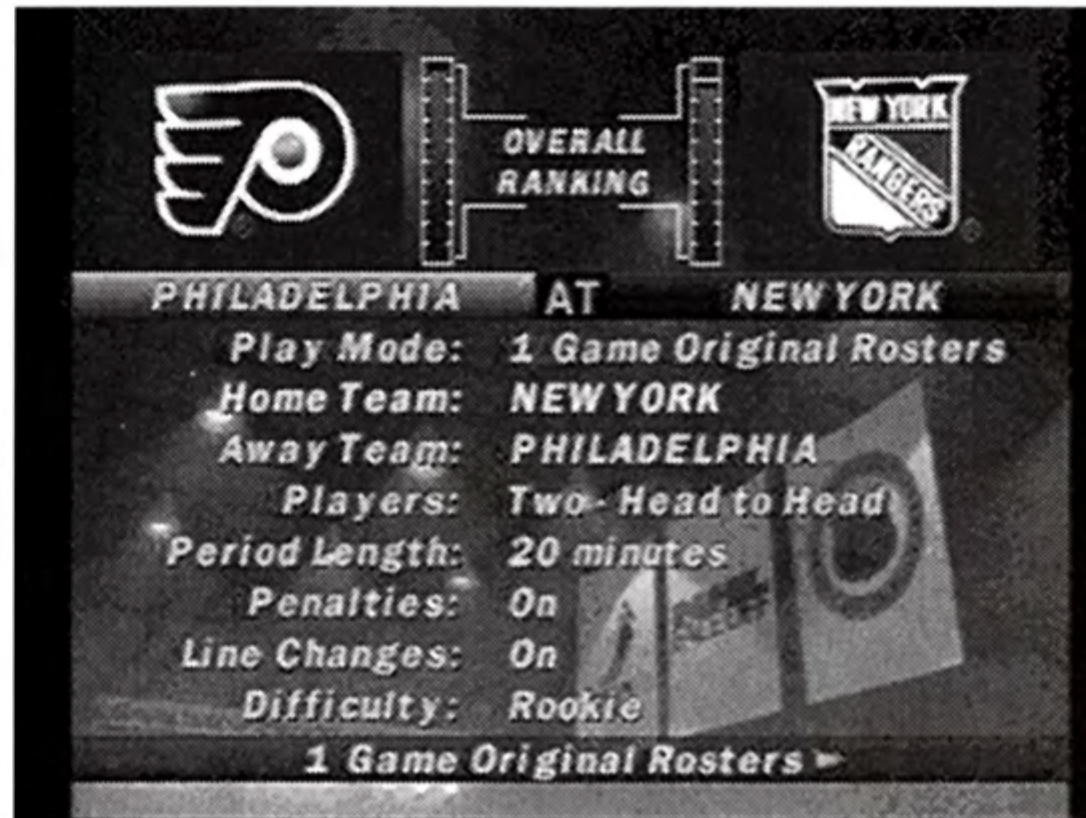 OVERALL
RANKING
NEW YORK
RANGERS
PHILADELPHIA AT NEW YORK
Play Mode: 1 Game Original Rosters
Home Team: NEW YORK
Away Team: PHILADELPHIA
Players: Two - Head to Head
Period Length: 20 minutes
Penalties: On
Line Changes: On
Difficulty: Rookie
1 Game Original Rosters